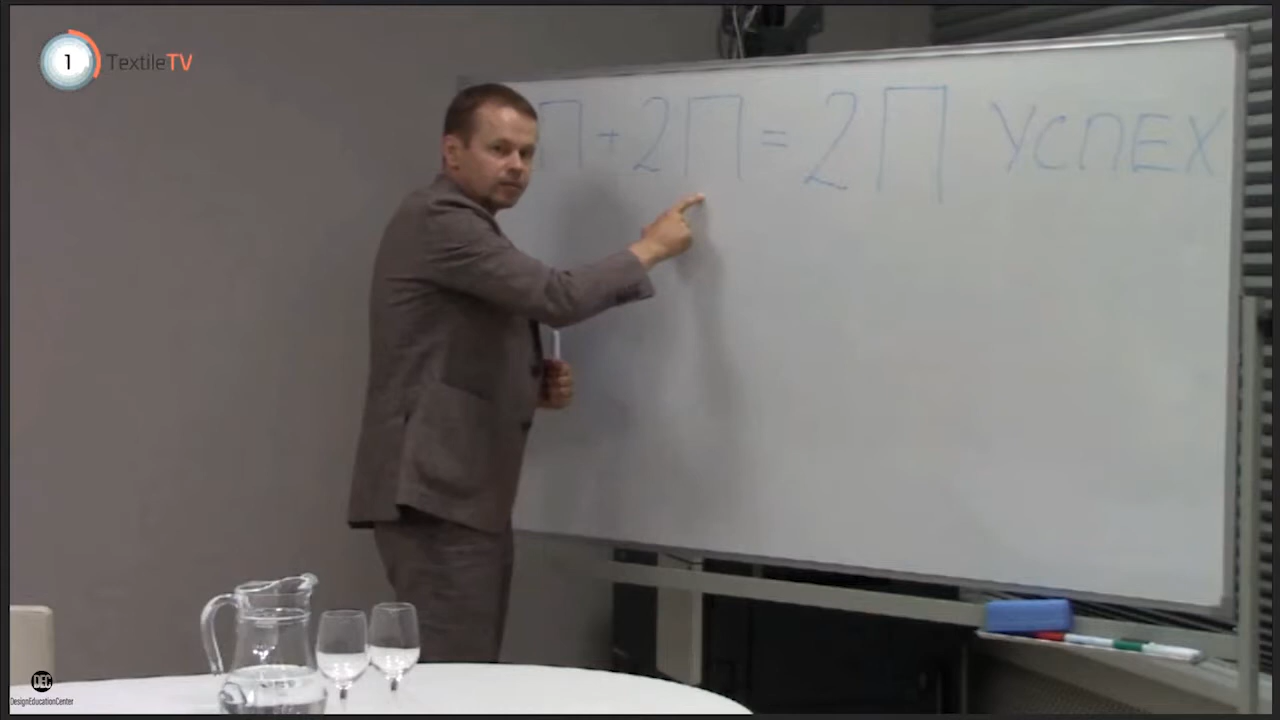 1 TextileTV
П + 2П = 2П УСПЕХ
DEC
DesignEducationCenter